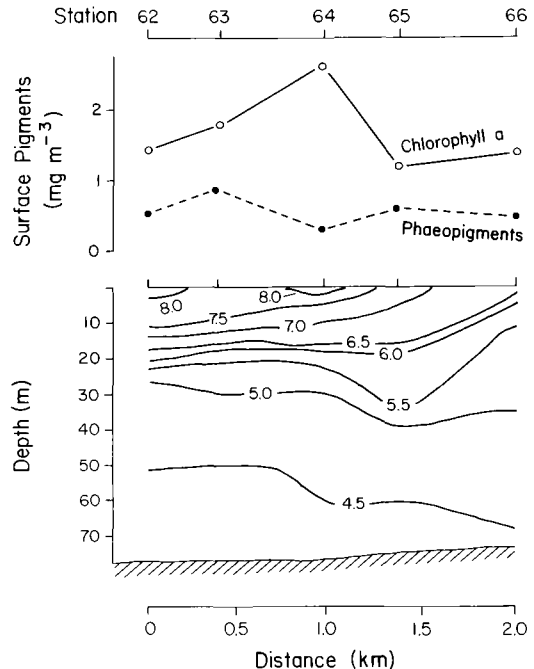 Station 62 63 64 65 66
Surface Pigments
(mg m⁻³)
2
1
0
Chlorophyll a
Phaeopigments
Depth (m)
10
20
30
40
50
60
70
8.0
8.0
7.5
7.0
6.5
6.0
5.5
5.0
4.5
0 0.5 1.0 1.5 2.0
Distance (km)